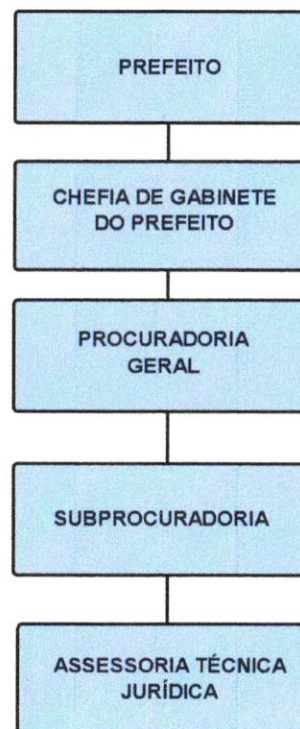 PREFEITO
CHEFIA DE GABINETE
DO PREFEITO
PROCURADORIA
GERAL
SUBPROCURADORIA
ASSESSORIA TÉCNICA
JURÍDICA